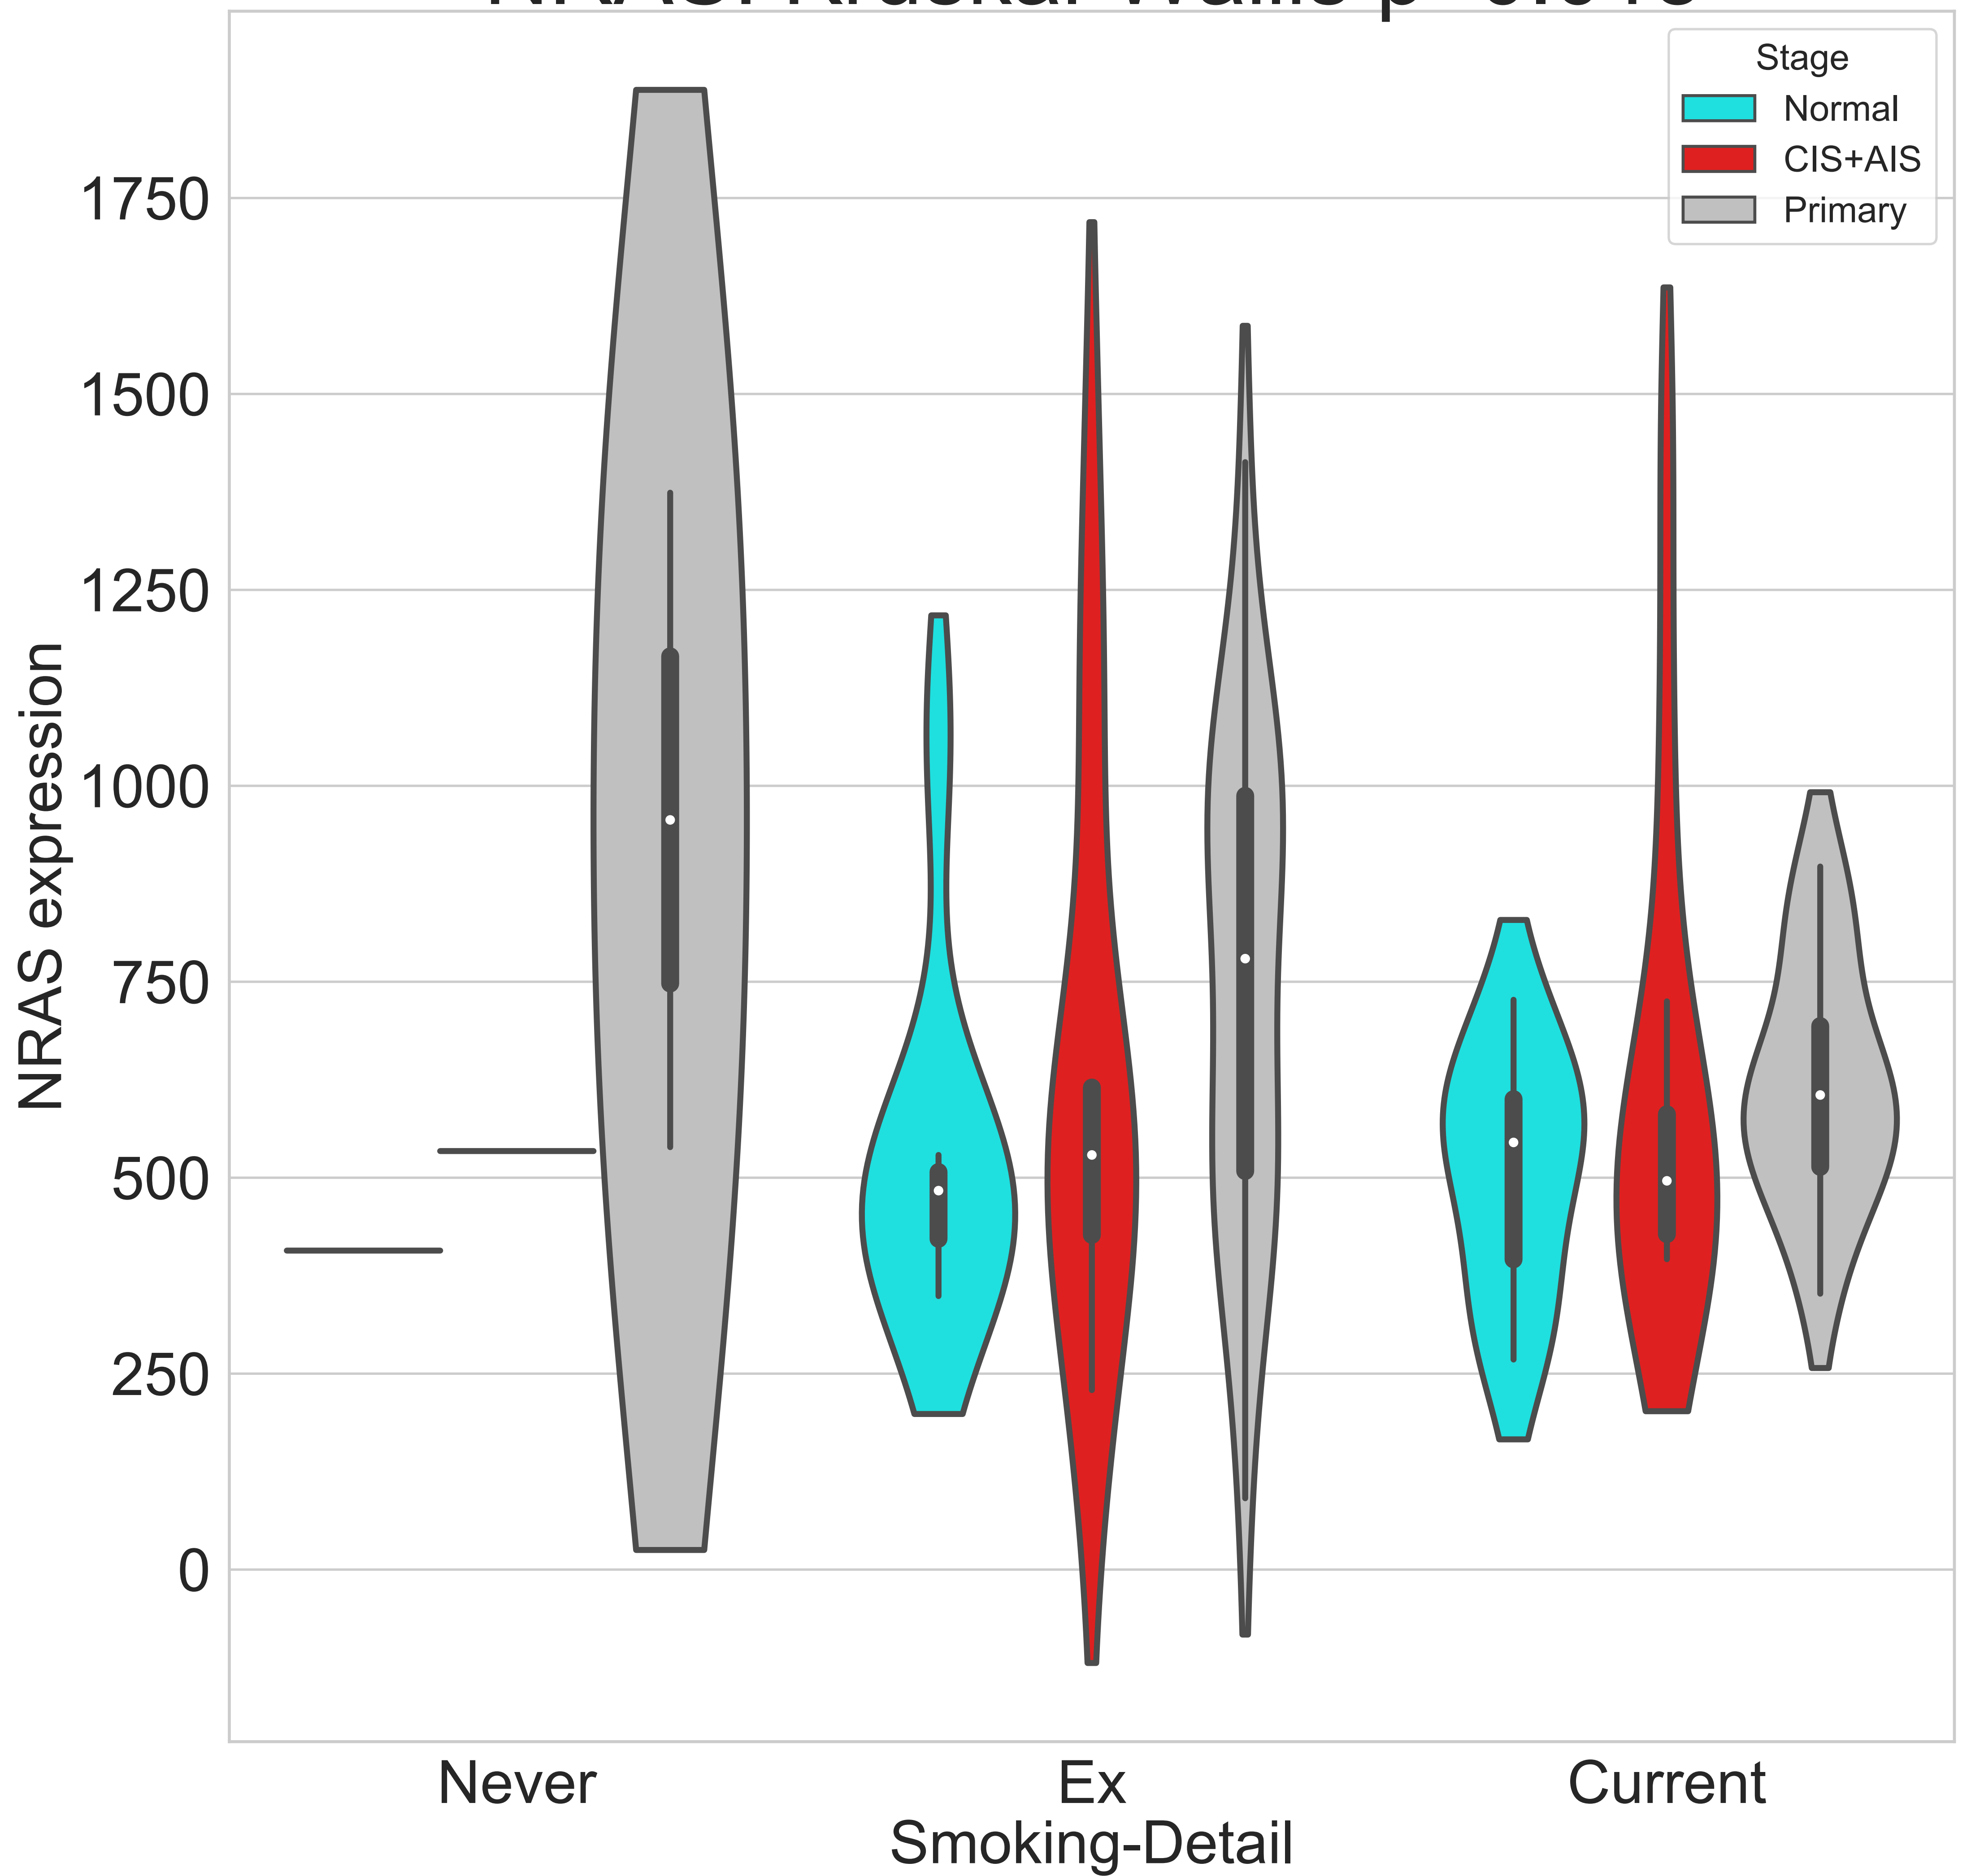 Stage
Normal
CIS+AIS
Primary
1750
1500
1250
1000
750
500
250
0
NRAS expression
Never
Ex
Current
Smoking-Detail